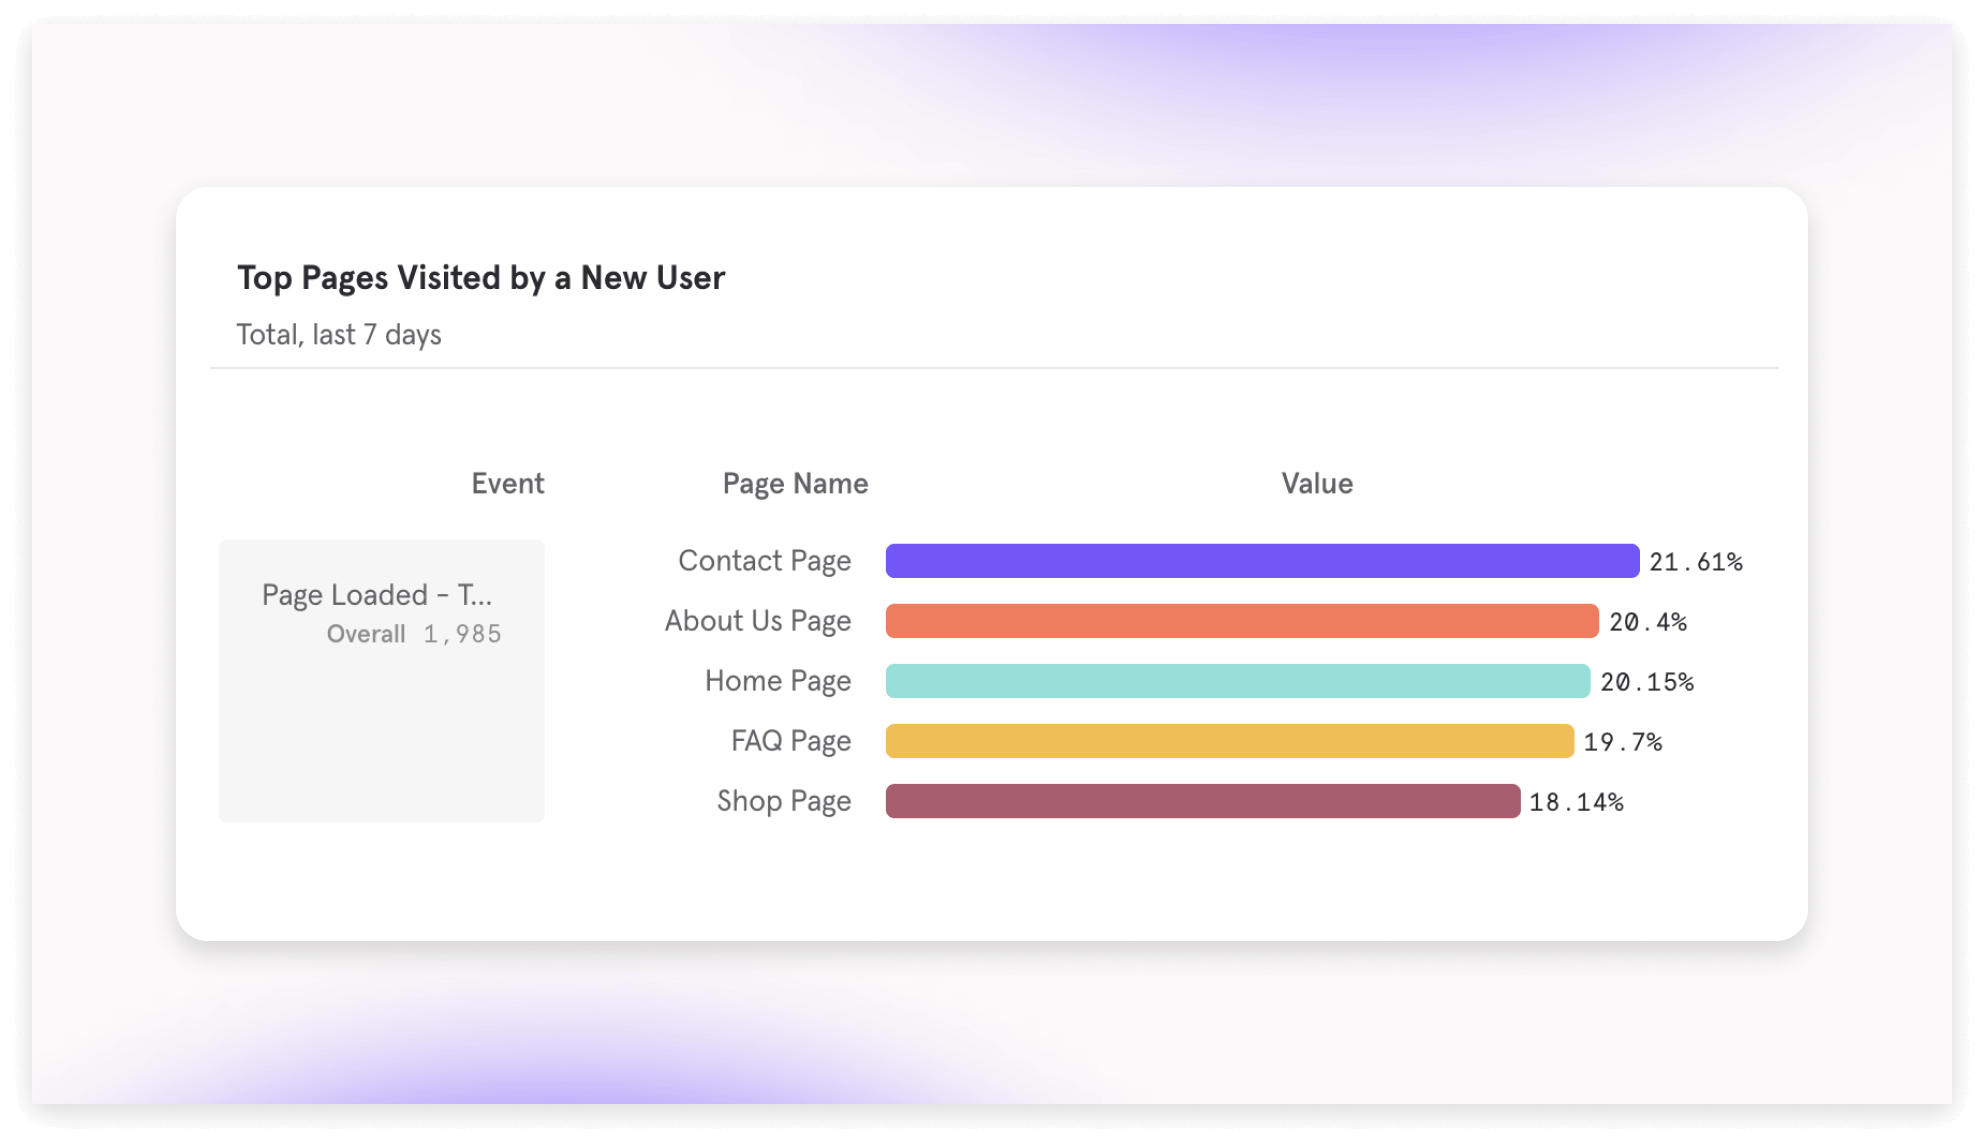 Top Pages Visited by a New User
Total, last 7 days
Event Page Name Value
Page Loaded - T...
Overall 1,985
Contact Page 21.61%
About Us Page 20.4%
Home Page 20.15%
FAQ Page 19.7%
Shop Page 18.14%